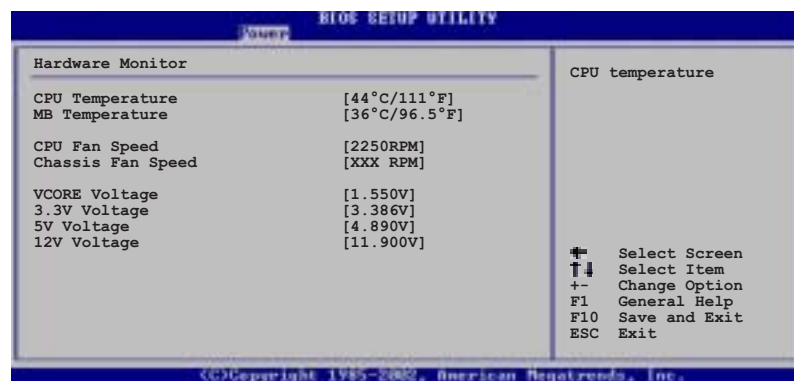 BIOS SETUP UTILITY
Power
Hardware Monitor
CPU Temperature [44°C/111°F]
MB Temperature [36°C/96.5°F]
CPU Fan Speed [2250RPM]
Chassis Fan Speed [XXX RPM]
VCORE Voltage [1.550V]
3.3V Voltage [3.386V]
5V Voltage [4.890V]
12V Voltage [11.900V]
CPU temperature
← Select Screen
↑↓ Select Item
+- Change Option
F1 General Help
F10 Save and Exit
ESC Exit
(C)Copyright 1985-2002, American Megatrends, Inc.